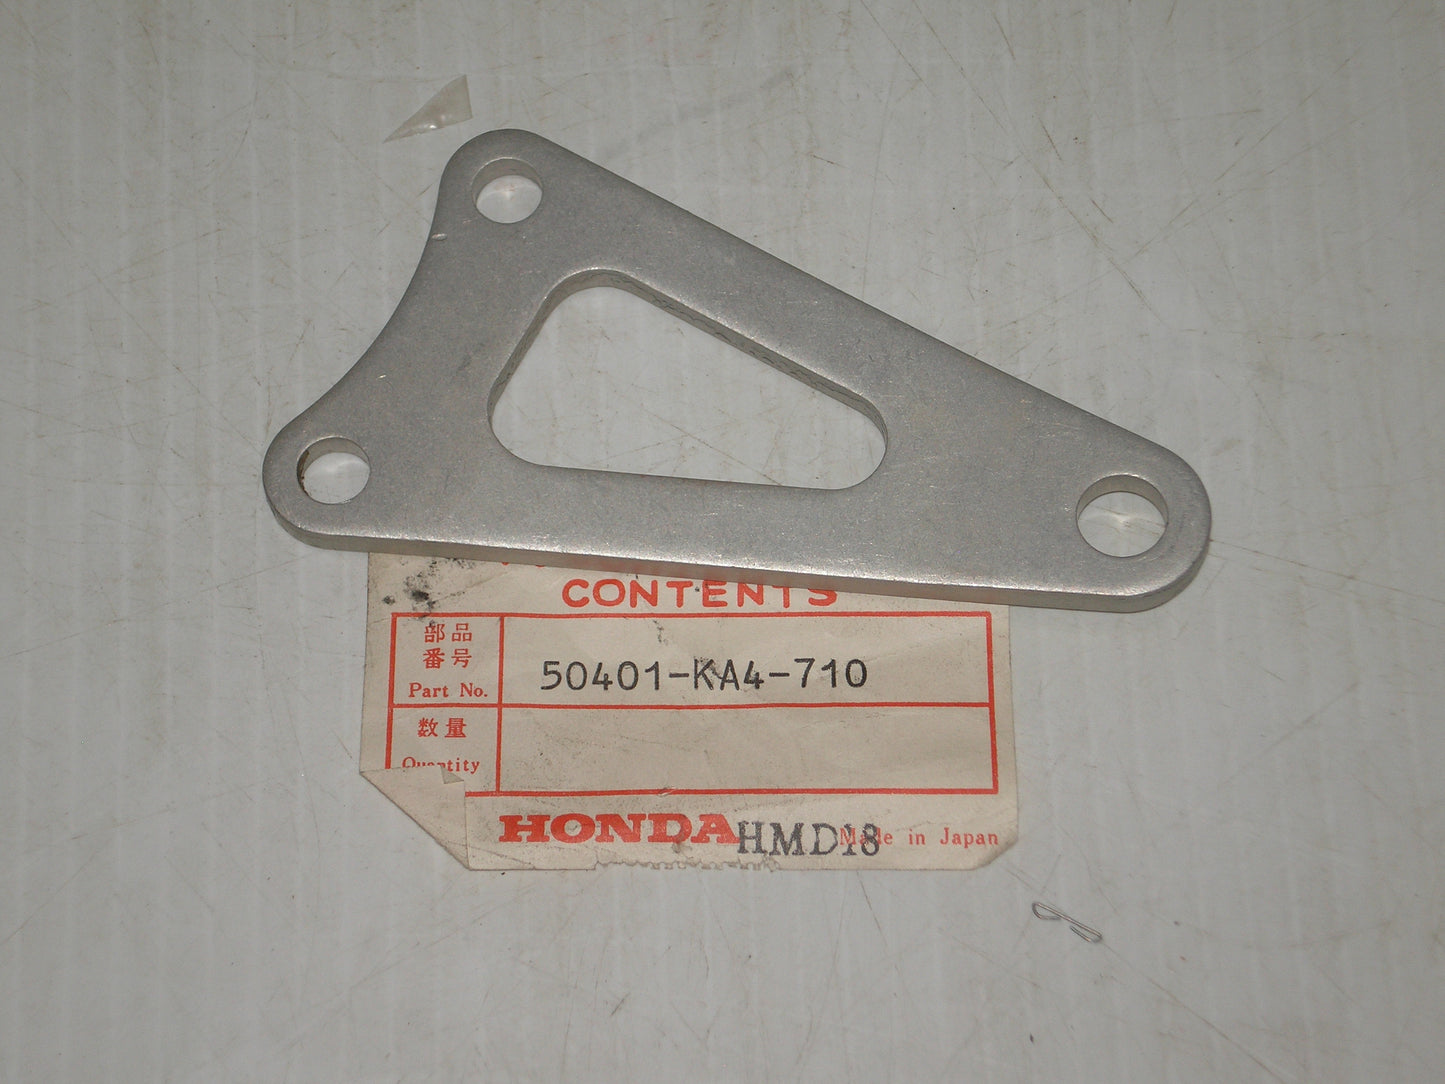 CONTENTS
部品
番号
Part No.
50401-KA4-710
数量
Quantity
HONDA HMD18 Made in Japan